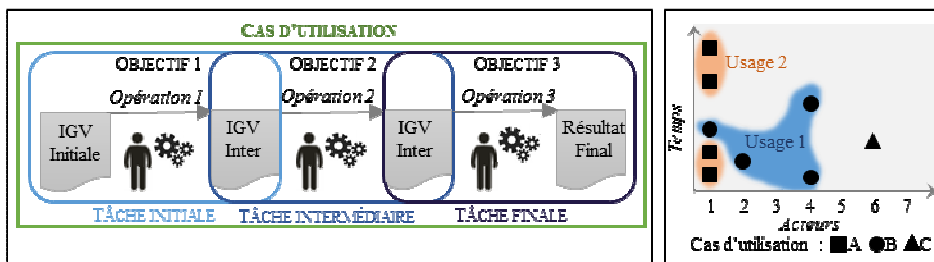 CAS D'UTILISATION
OBJECTIF 1
OBJECTIF 2
OBJECTIF 3
Opération 1
Opération 2
Opération 3
IGV
Initiale
IGV
Inter
IGV
Inter
Résultat
Final
TÂCHE INITIALE
TÂCHE INTERMÉDIAIRE
TÂCHE FINALE
Temps
Usage 2
Usage 1
1 2 3 4 5 6 7
Acteurs
Cas d'utilisation : A B C